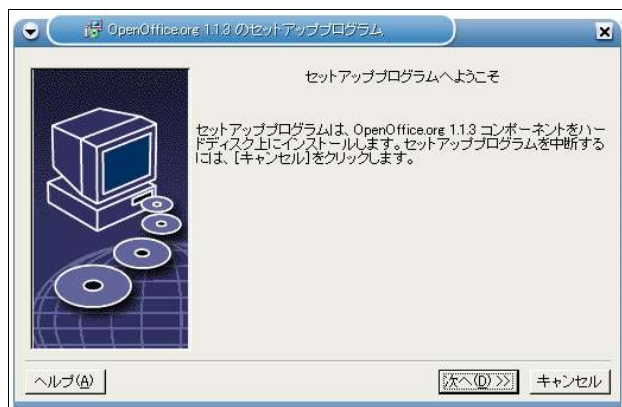 OpenOffice.org 1.1.3 のセットアッププログラム
セットアッププログラムへようこそ
セットアッププログラムは、OpenOffice.org 1.1.3 コンポーネントをハー
ドディスク上にインストールします。セットアッププログラムを中断する
には、[キャンセル]をクリックします。
ヘルプ(A)
次へ(D) >>
キャンセル